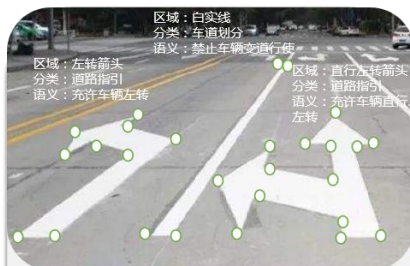 区域：白实线
分类：车道划分
语义：禁止车辆变道行使
区域：左转箭头
分类：道路指引
语义：充许车辆左转
区域：直行左转箭头
分类：道路指引
语义：充许车辆直行
左转